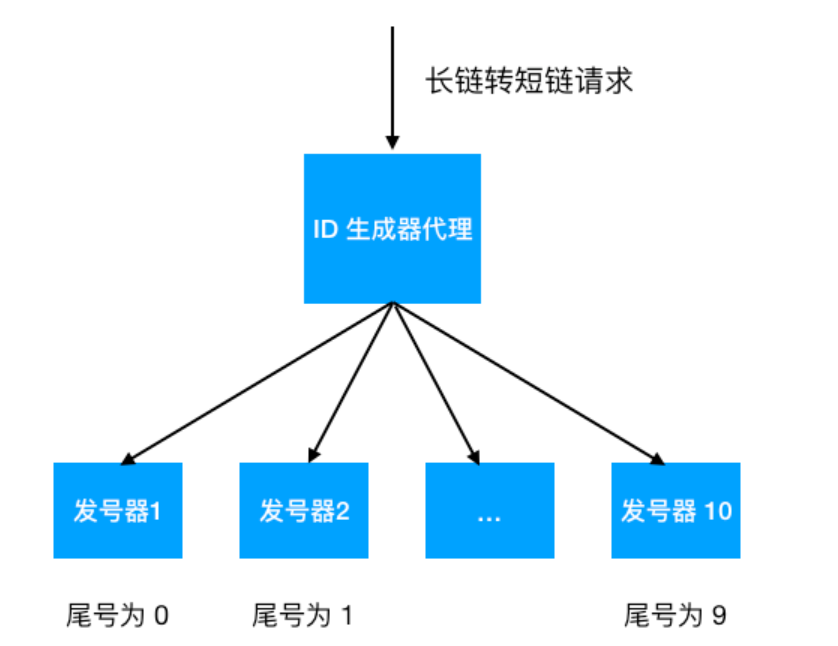 长链转短链请求
ID 生成器代理
发号器1
发号器2
...
发号器 10
尾号为 0
尾号为 1
尾号为 9